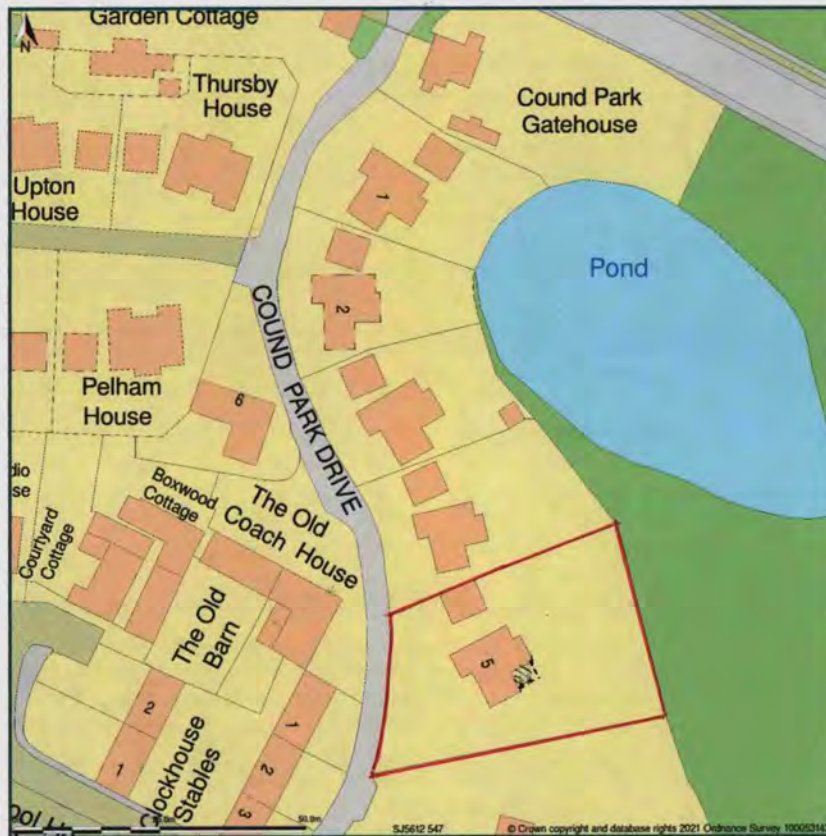 Garden Cottage
N
Thursby
House
Cound Park
Gatehouse
Upton
House
1
Pond
2
COUND PARK DRIVE
Pelham
House
6
Boxwood
Cottage
The Old
Coach House
Courtyard
Cottage
The Old
Barn
5
2
1
1
2
3
Stables
50.0m
SJ5612 547
© Crown copyright and database rights 2021 Ordnance Survey